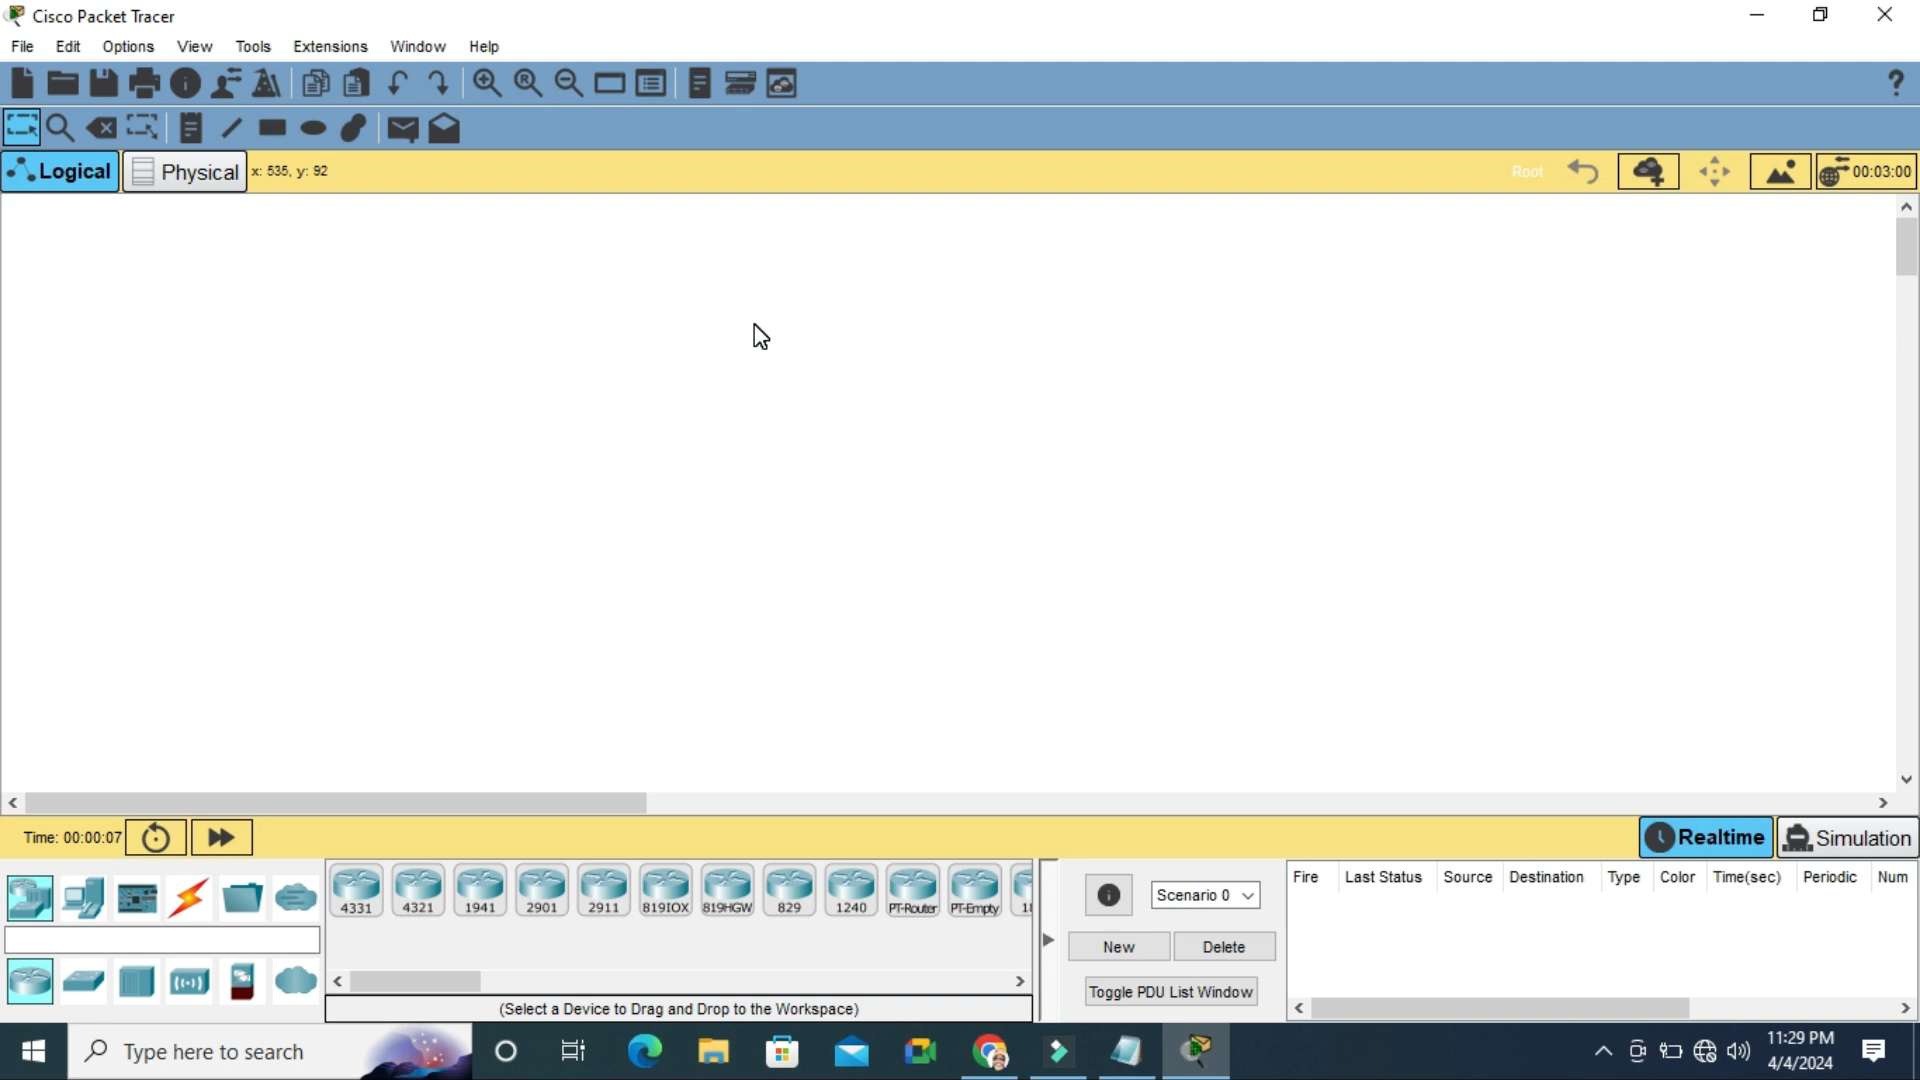 Cisco Packet Tracer
File Edit Options View Tools Extensions Window Help
Logical Physical x: 535, y: 92 Root 00:03:00
Time: 00:00:07 Realtime Simulation
4331 4321 1941 2901 2911 819IOX 819HGW 829 1240 PT-Router PT-Empty
Scenario 0
New Delete
Toggle PDU List Window
Fire Last Status Source Destination Type Color Time(sec) Periodic Num
(Select a Device to Drag and Drop to the Workspace)
Type here to search
11:29 PM
4/4/2024